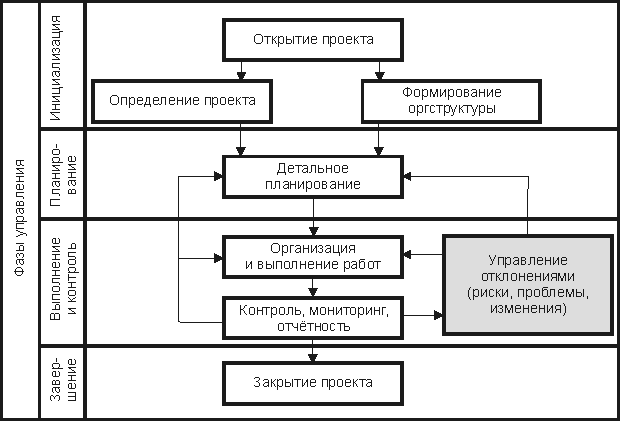 Фазы управления
Инициализация
Открытие проекта
Определение проекта
Формирование
оргструктуры
Планиро-
вание
Детальное
планирование
Выполнение
и контроль
Организация
и выполнение работ
Управление
отклонениями
(риски, проблемы,
изменения)
Контроль, мониторинг,
отчётность
Завер-
шение
Закрытие проекта